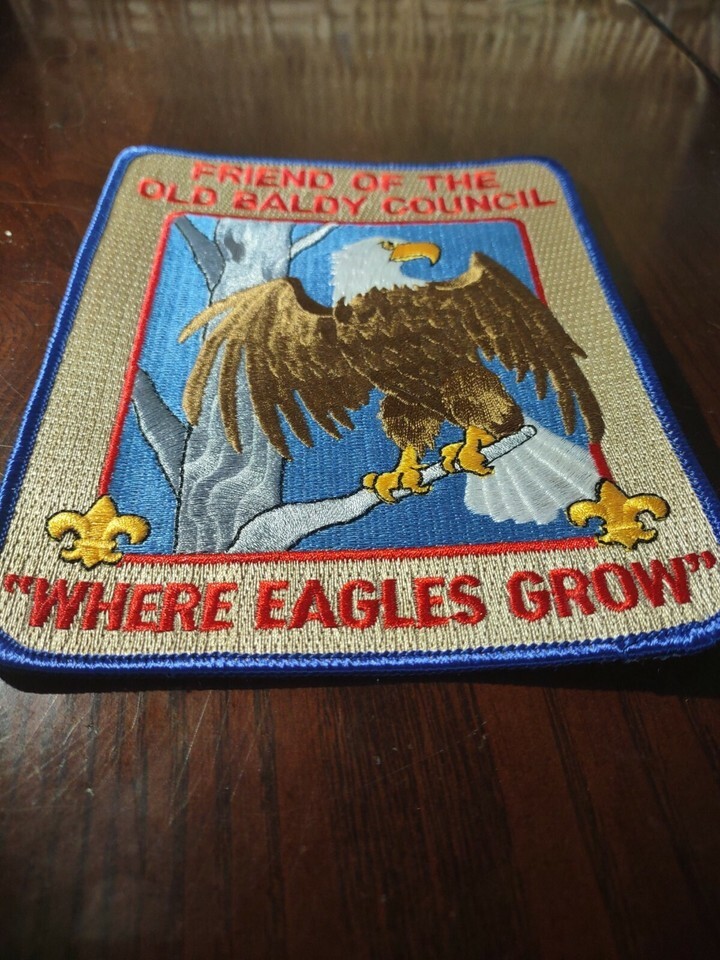 FRIEND OF THE
OLD BALDY COUNCIL
"WHERE EAGLES GROW"